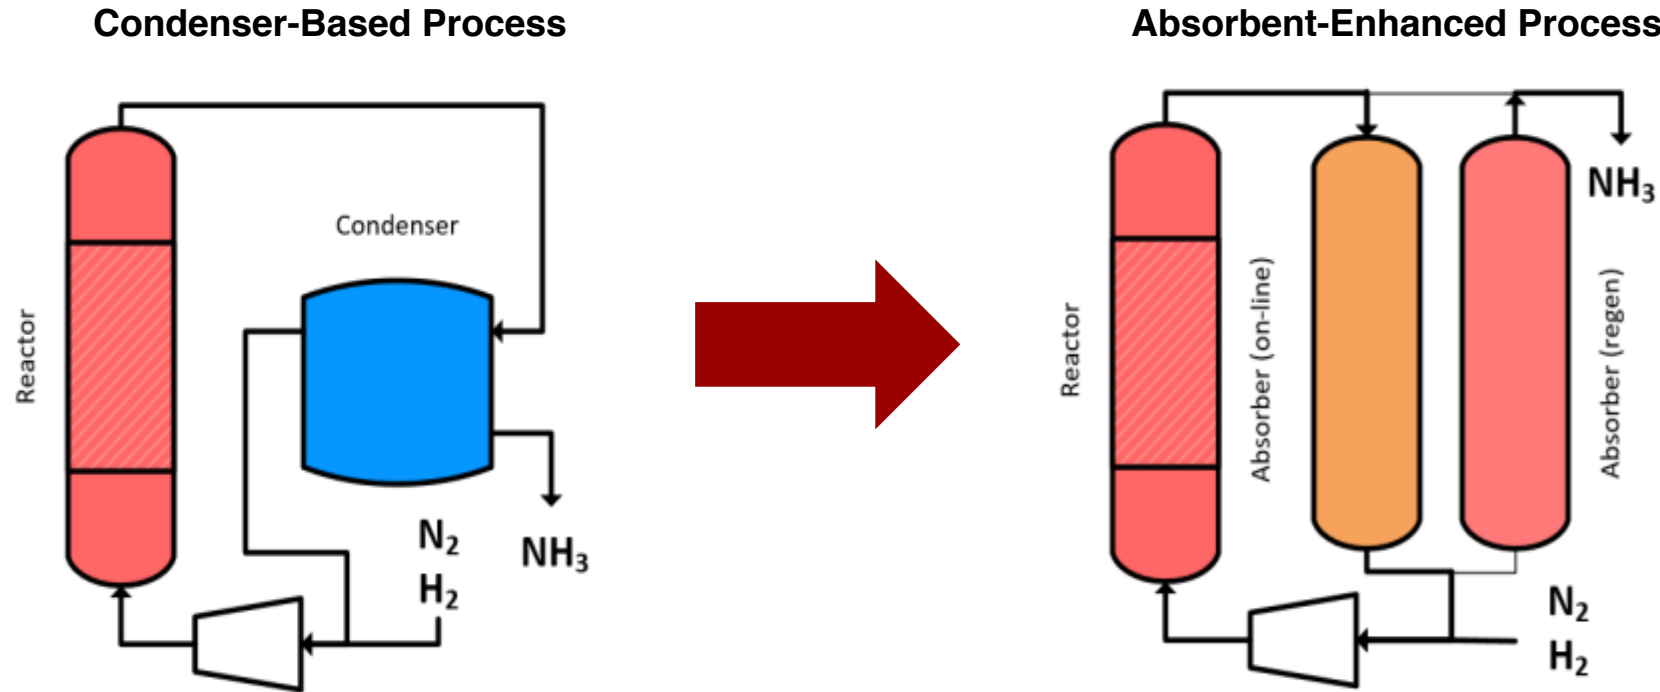 Condenser-Based Process
Reactor
Condenser
N₂
H₂
NH₃
Absorbent-Enhanced Process
Reactor
Absorber (on-line)
Absorber (regen)
NH₃
N₂
H₂